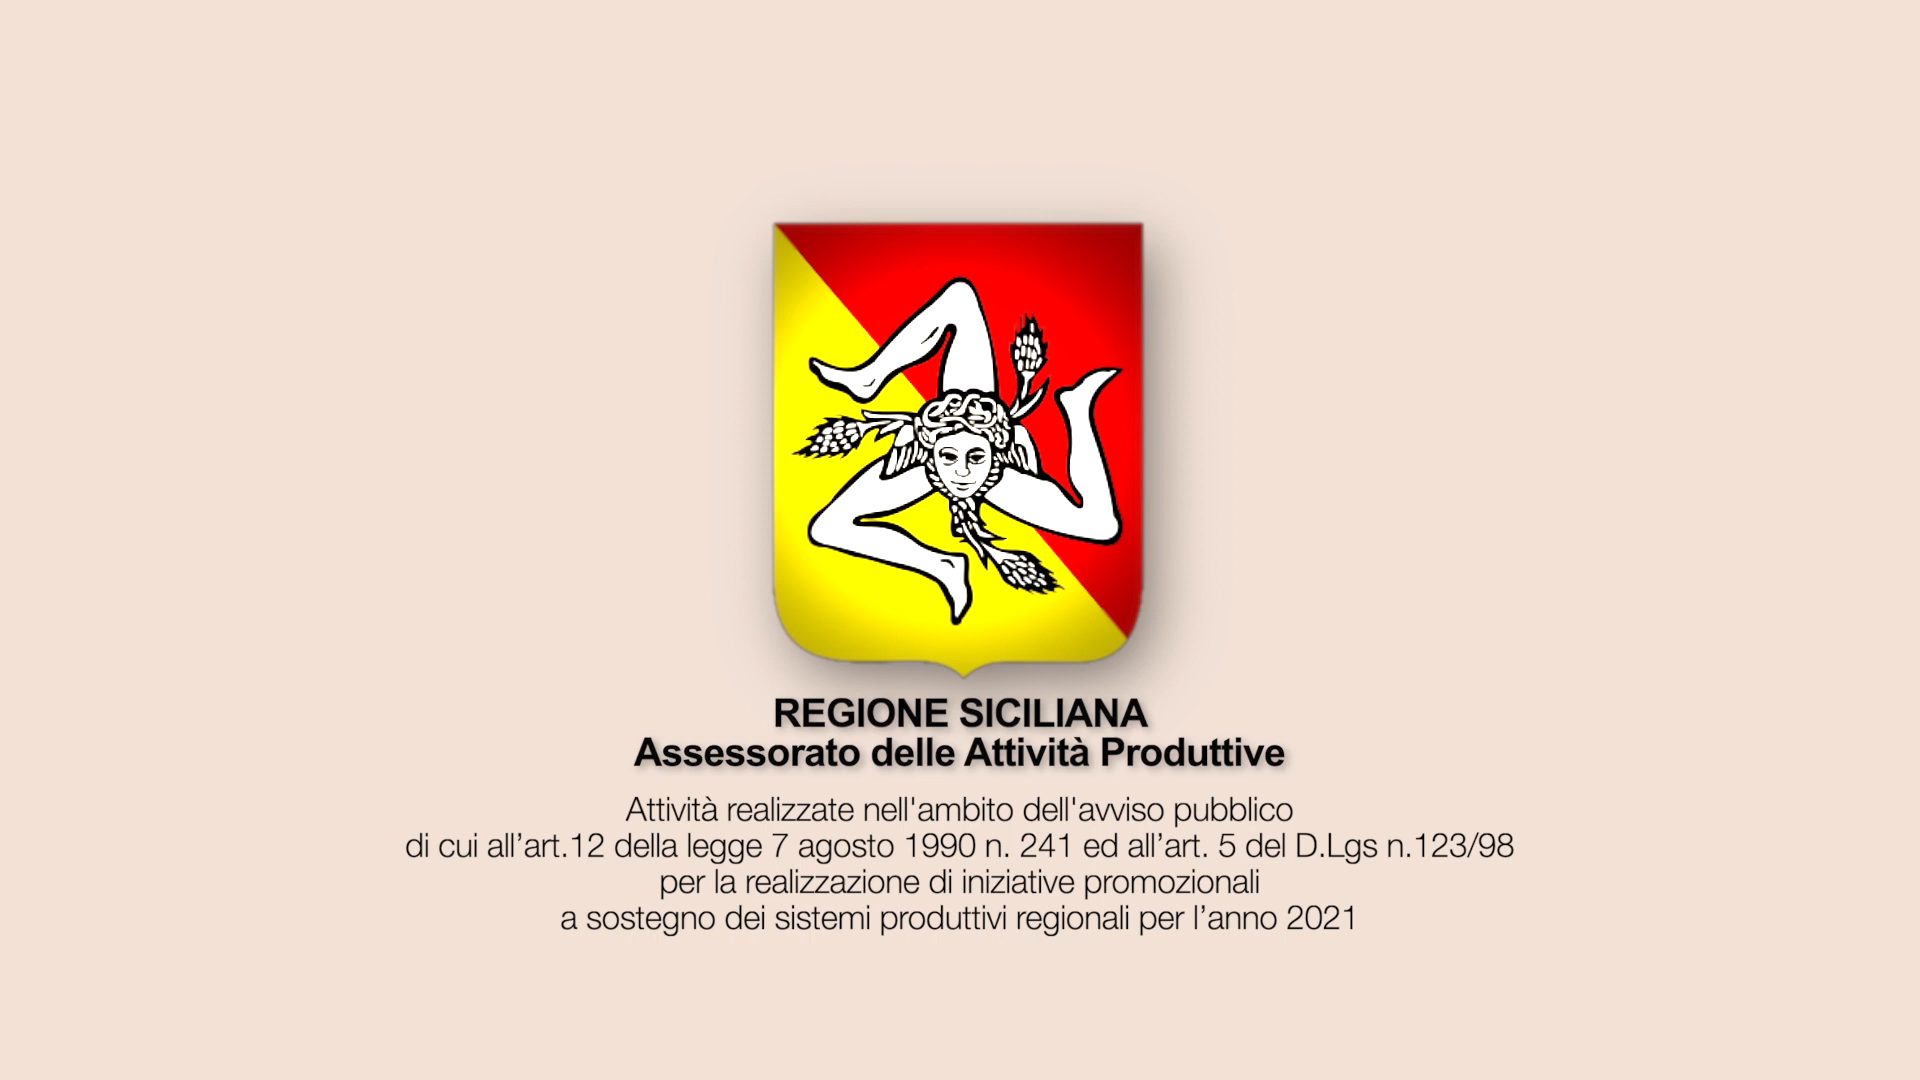 REGIONE SICILIANA
Assessorato delle Attività Produttive
Attività realizzate nell'ambito dell'avviso pubblico
di cui all’art.12 della legge 7 agosto 1990 n. 241 ed all’art. 5 del D.Lgs n.123/98
per la realizzazione di iniziative promozionali
a sostegno dei sistemi produttivi regionali per l’anno 2021